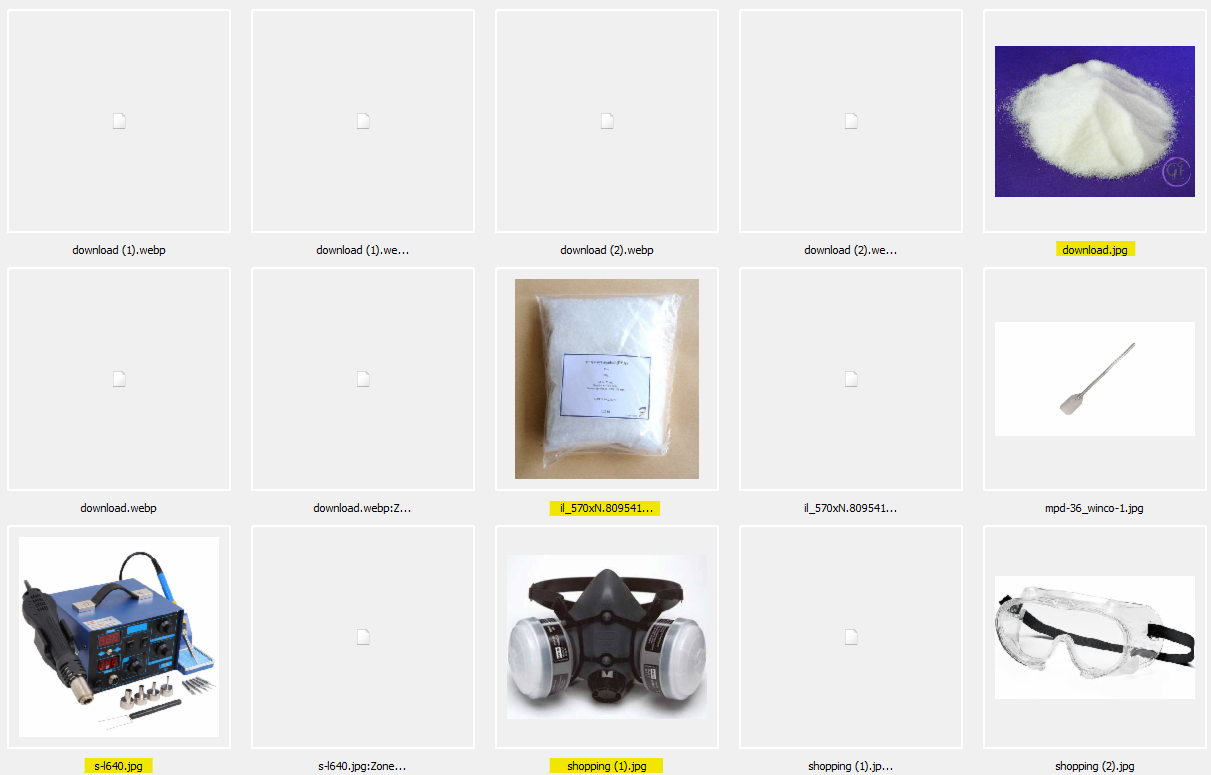 download (1).webp
download (1).we...
download (2).webp
download (2).we...
download.jpg
download.webp
download.webp:Z...
il_570xN.809541...
il_570xN.809541...
mpd-36_winco-1.jpg
s-l640.jpg
s-l640.jpg:Zone...
shopping (1).jpg
shopping (1).jp...
shopping (2).jpg